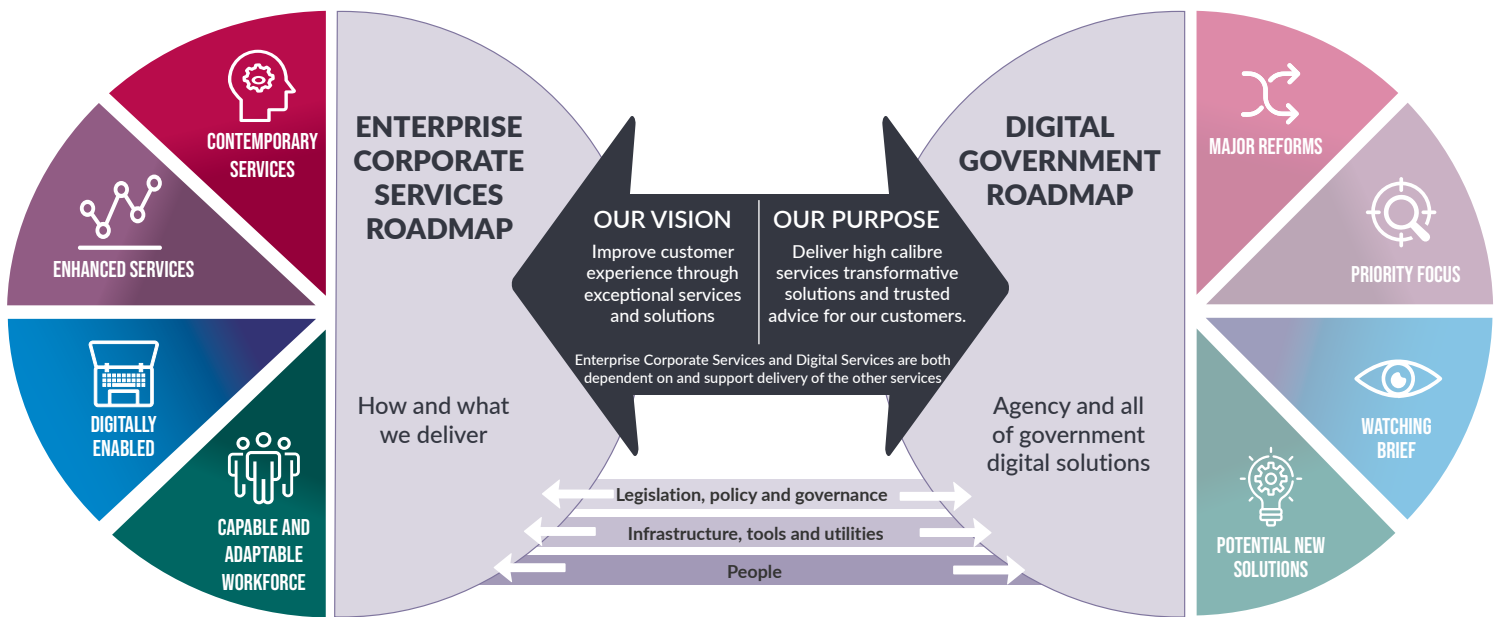 CONTEMPORARY
SERVICES
ENHANCED SERVICES
DIGITALLY
ENABLED
CAPABLE AND
ADAPTABLE
WORKFORCE
ENTERPRISE
CORPORATE
SERVICES
ROADMAP
How and what
we deliver
OUR VISION
Improve customer
experience through
exceptional services
and solutions
OUR PURPOSE
Deliver high calibre
services transformative
solutions and trusted
advice for our customers.
Enterprise Corporate Services and Digital Services are both
dependent on and support delivery of the other services
Legislation, policy and governance
Infrastructure, tools and utilities
People
DIGITAL
GOVERNMENT
ROADMAP
Agency and all
of government
digital solutions
MAJOR REFORMS
PRIORITY FOCUS
WATCHING
BRIEF
POTENTIAL NEW
SOLUTIONS